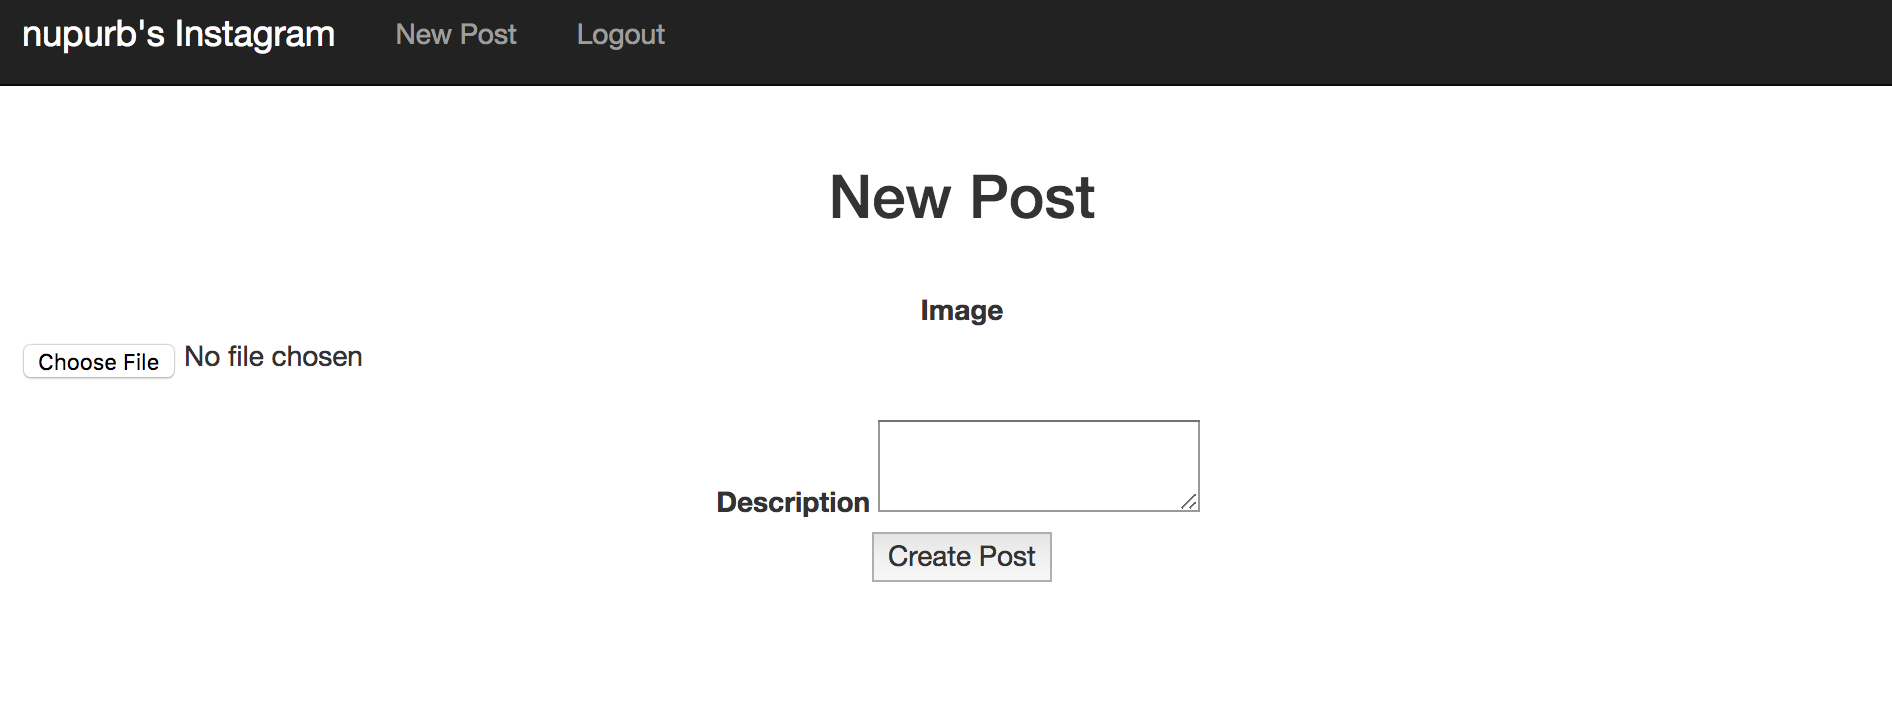 nupurb's Instagram New Post Logout
New Post
Image
Choose File No file chosen
Description
Create Post